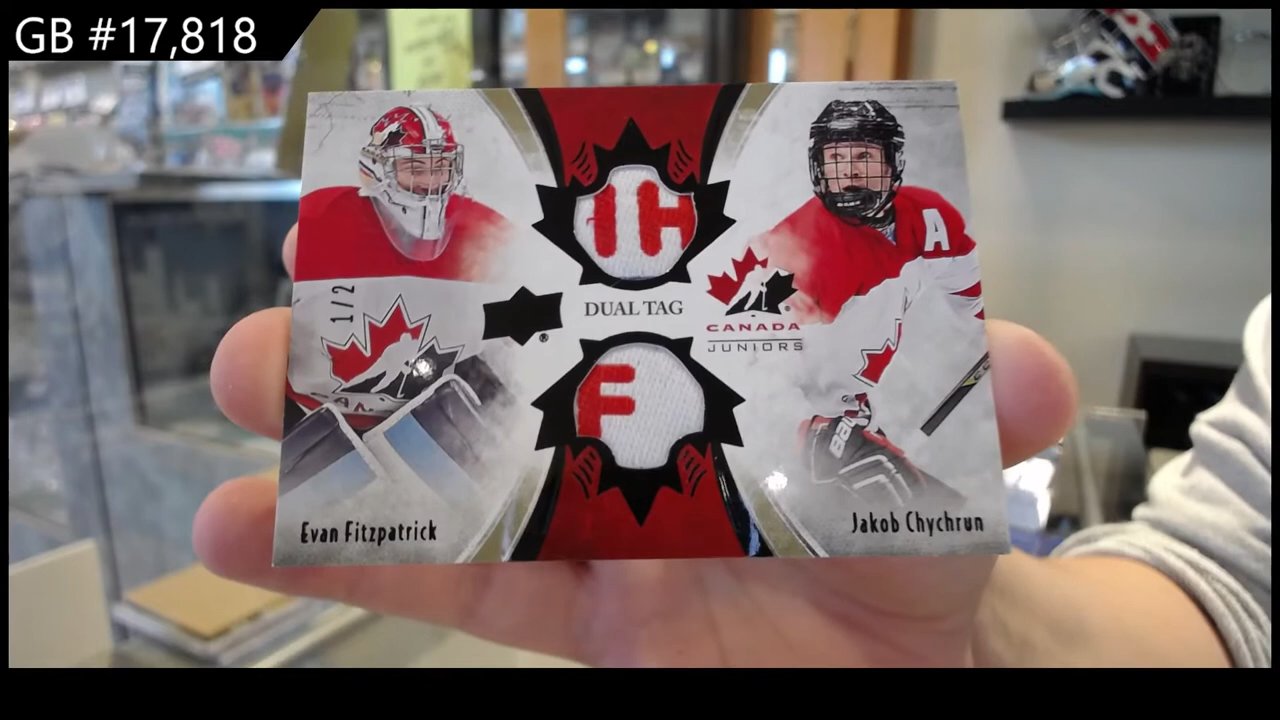 GB #17,818
1/2
IH
DUAL TAG
®
CANADA
JUNIORS
A
F
Evan Fitzpatrick
Jakob Chychrun